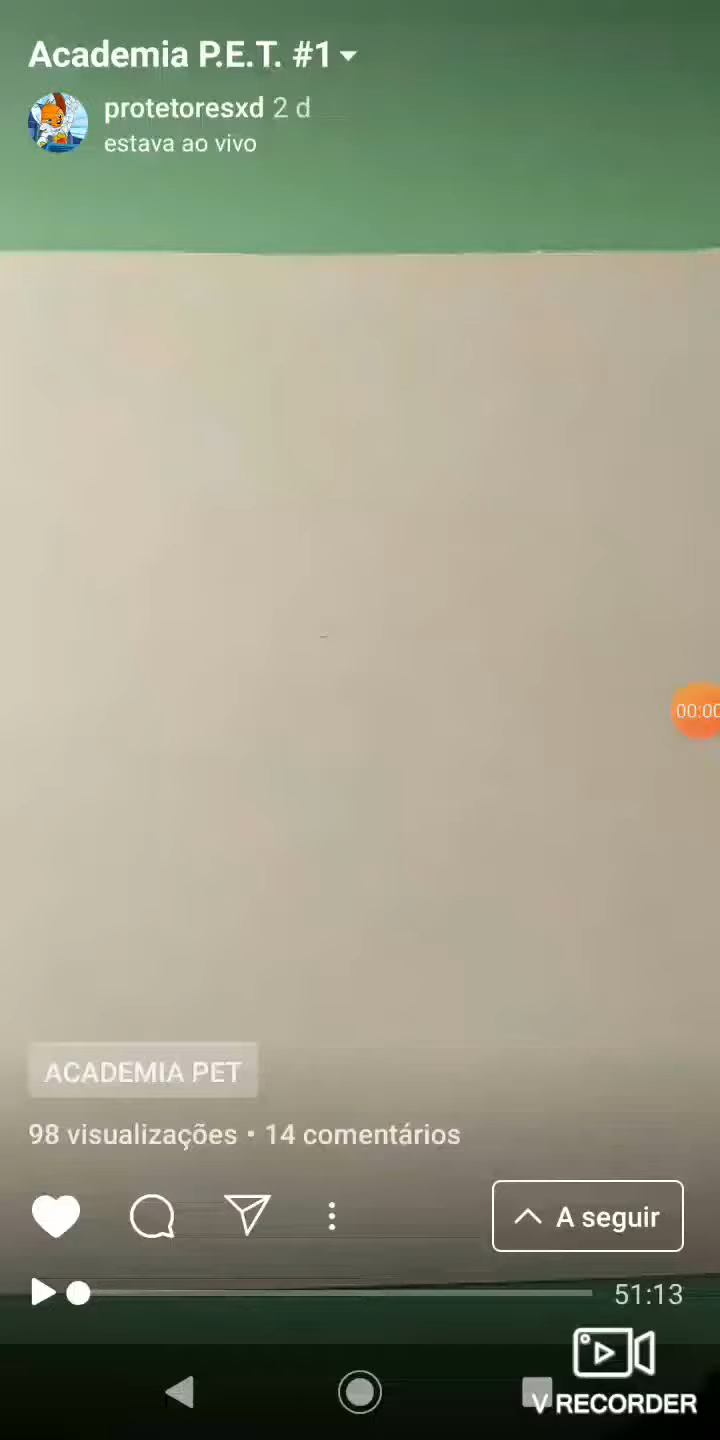 Academia P.E.T. #1
protetoresxd 2 d
estava ao vivo
00:00
ACADEMIA PET
98 visualizações • 14 comentários
A seguir
51:13
V RECORDER